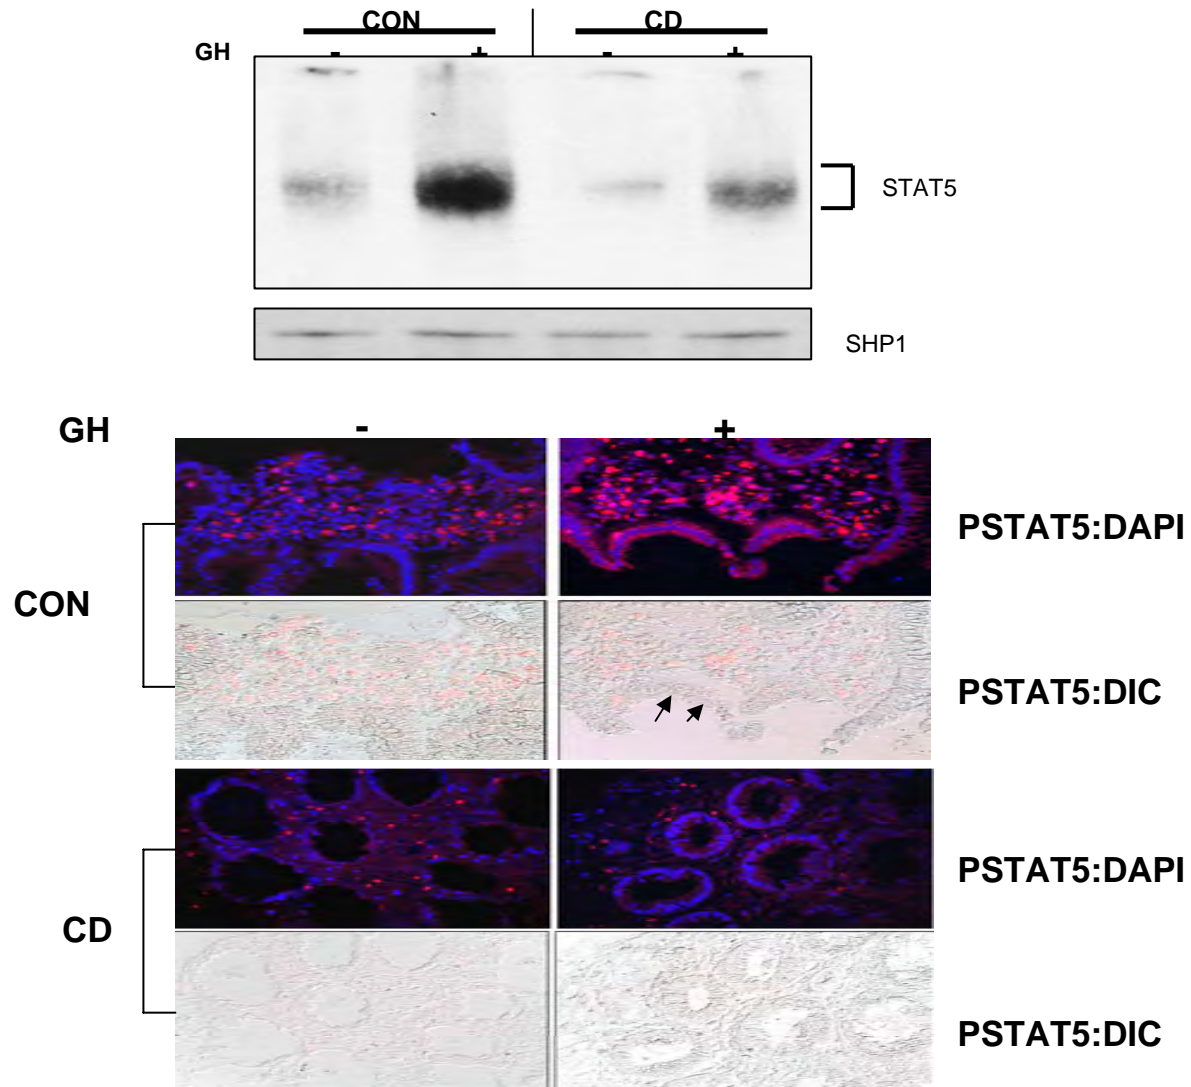 CON CD
GH - + - +
STAT5
SHP1
GH - +
PSTAT5:DAPI
CON
PSTAT5:DIC
PSTAT5:DAPI
CD
PSTAT5:DIC